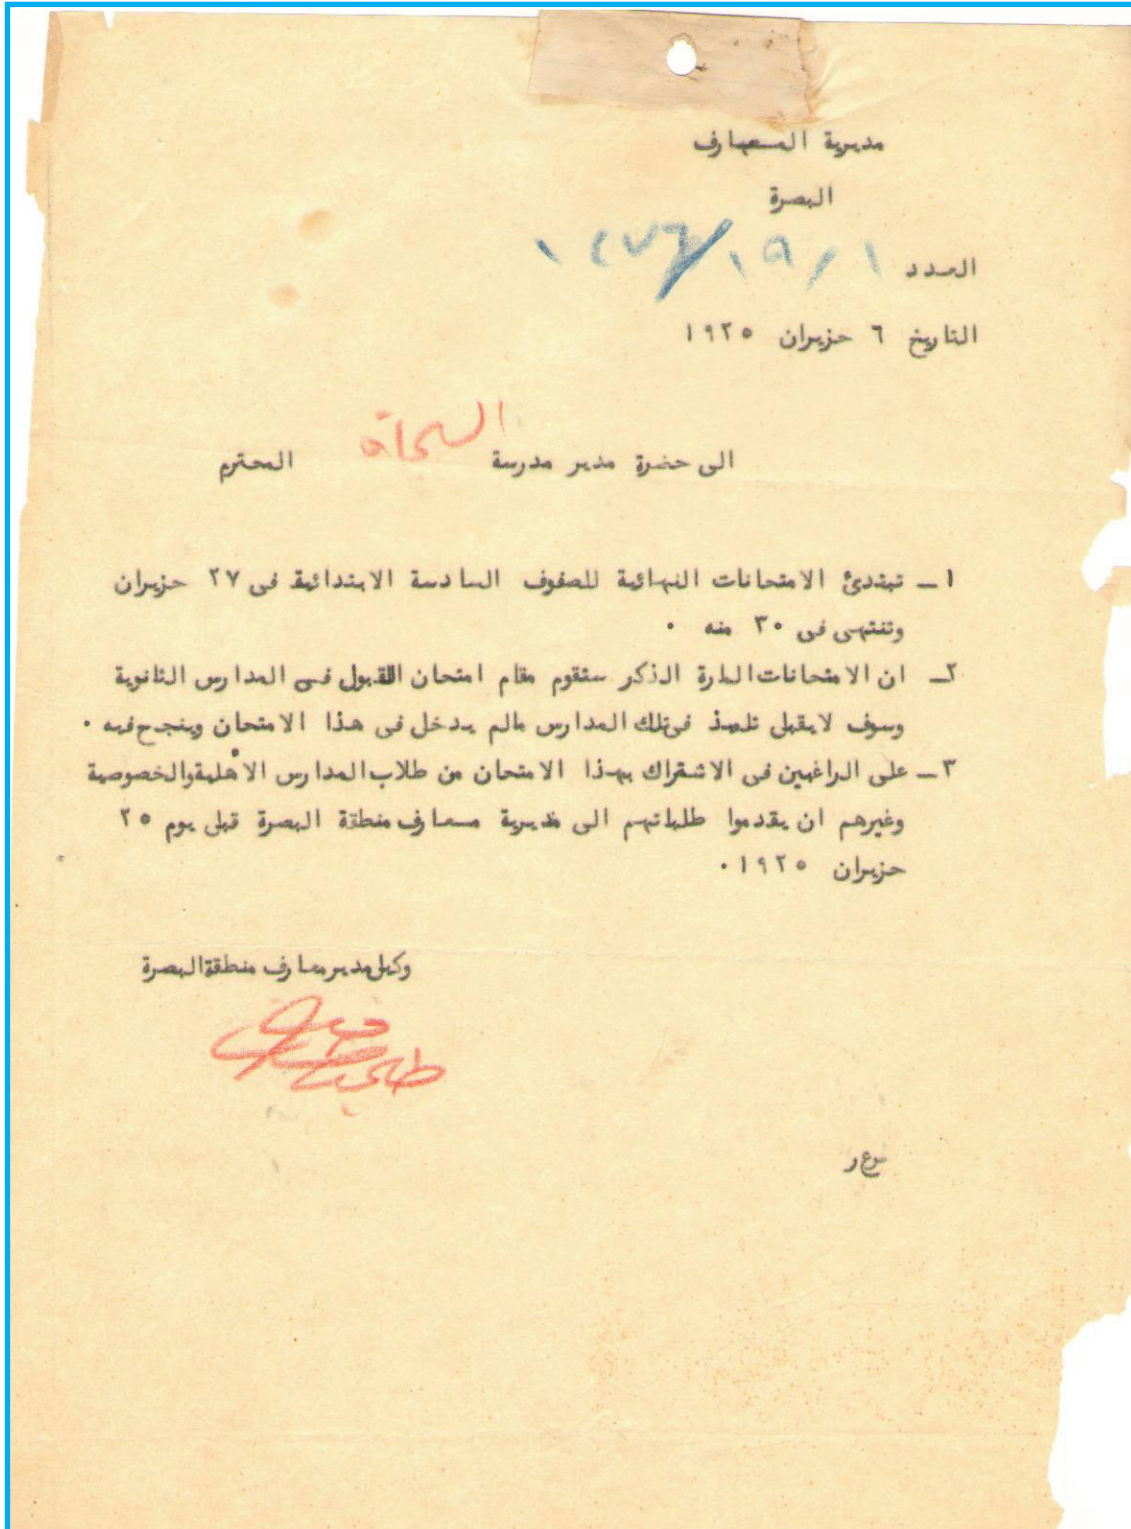 مديرية المعارف
البصرة
العدد ١ / ١٩ / ١٤٧٦
التاريخ ٦ حزيران ١٩٢٥
الى حضرة مدير مدرسة المحترم
١ـ تبتدئ الامتحانات النهائية للصفوف السادسة الابتدائية فى ٢٧ حزيران
وتنتهى فى ٣٠ منه ٠
٢ـ ان الامتحانات المارة الذكر ستقوم مقام امتحان القبول فى المدارس الثانوية
وسوف لايقبل تلميذ فى تلك المدارس مالم يدخل فى هذا الامتحان وينجح فيه ٠
٣ـ على الراغبين فى الاشتراك بهذا الامتحان من طلاب المدارس الاهلية والخصوصية
وغيرهم ان يقدموا طلباتهم الى مديرية معارف منطقة البصرة قبل يوم ٢٥
حزيران ١٩٢٥ ٠
وكيل مدير معارف منطقة البصرة